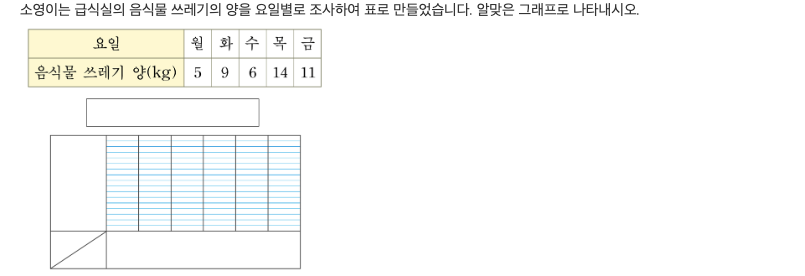 소영이는 급식실의 음식물 쓰레기의 양을 요일별로 조사하여 표로 만들었습니다. 알맞은 그래프로 나타내시오.
요일 월 화 수 목 금
음식물 쓰레기 양(kg) 5 9 6 14 11